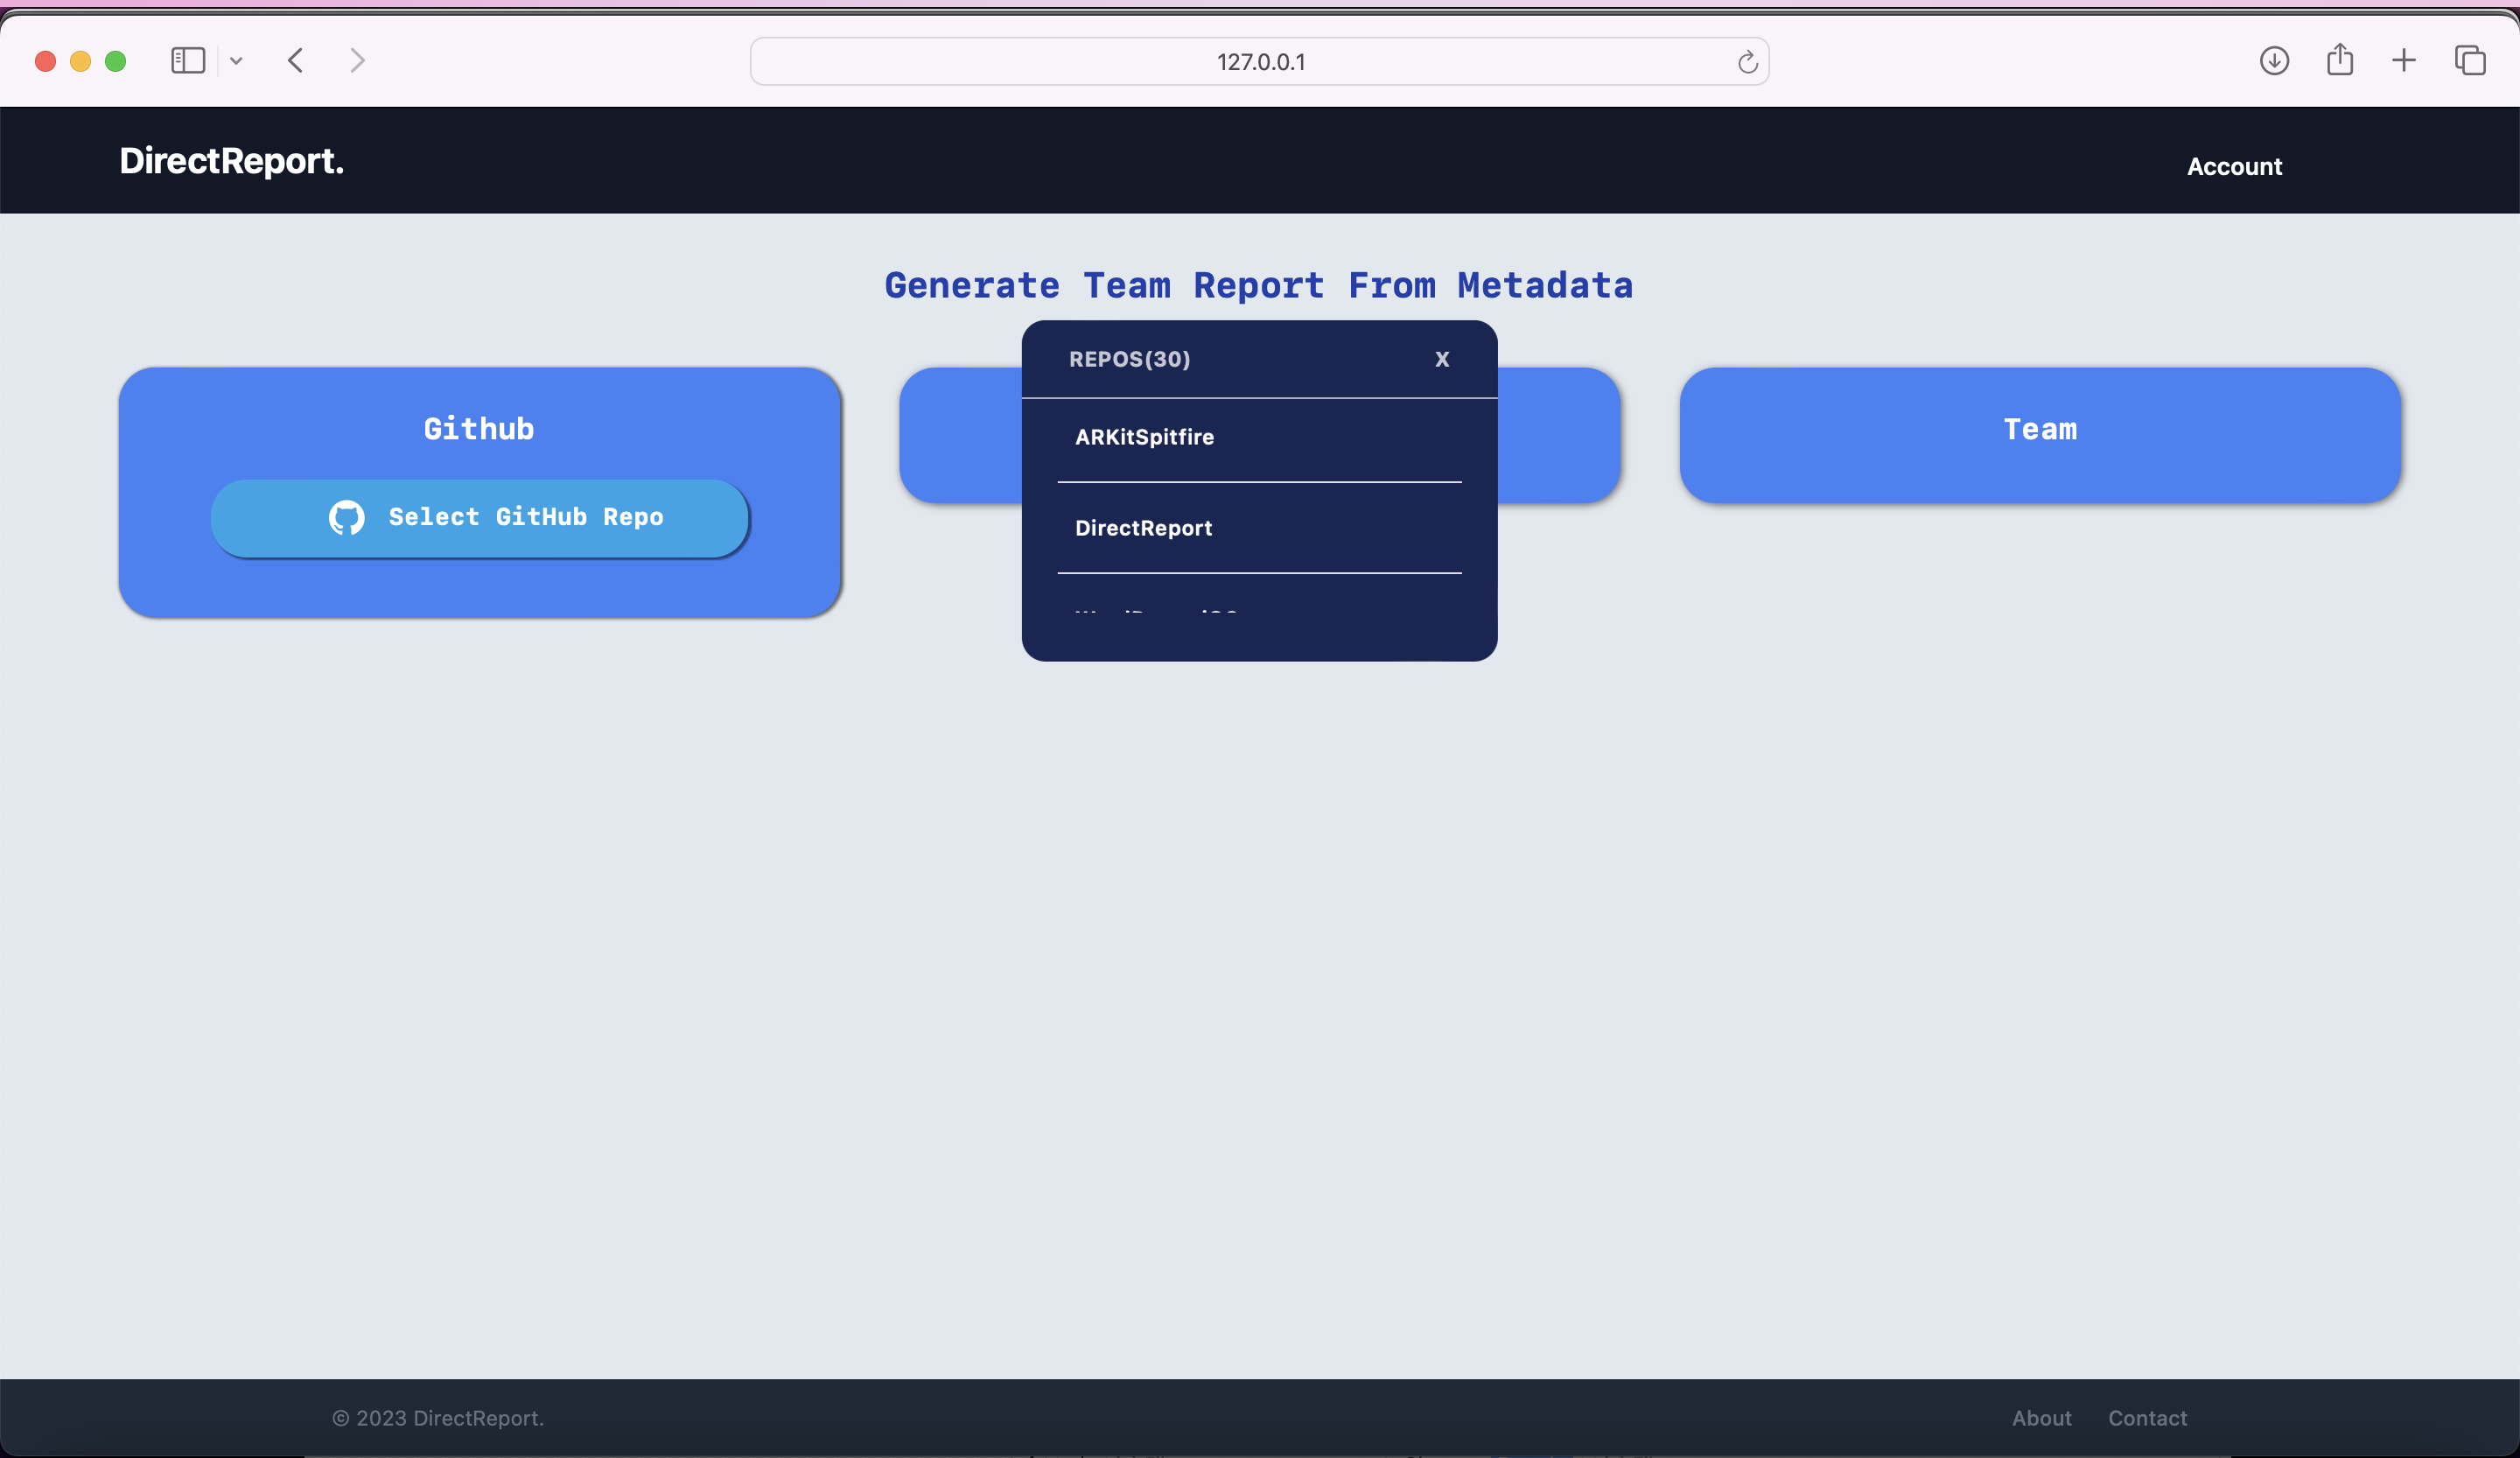 127.0.0.1
DirectReport.
Account
Generate Team Report From Metadata
REPOS(30)
X
ARKitSpitfire
DirectReport
Github
Select GitHub Repo
Team
© 2023 DirectReport.
About
Contact